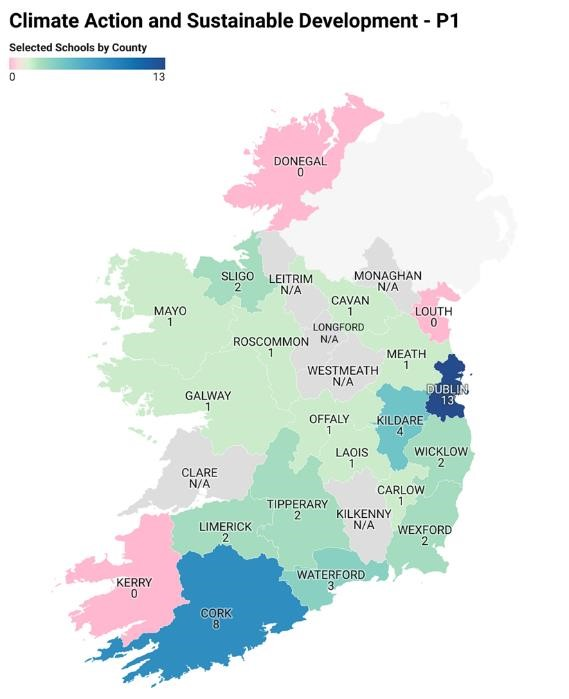 Climate Action and Sustainable Development - P1
Selected Schools by County
0 13
DONEGAL
0
SLIGO
2
LEITRIM
N/A
MONAGHAN
N/A
CAVAN
1
LOUTH
0
MAYO
1
LONGFORD
N/A
ROSCOMMON
1
MEATH
1
WESTMEATH
N/A
DUBLIN
13
GALWAY
1
OFFALY
1
KILDARE
4
LAOIS
1
WICKLOW
2
CLARE
N/A
CARLOW
1
TIPPERARY
2
KILKENNY
N/A
LIMERICK
2
WEXFORD
2
WATERFORD
3
KERRY
0
CORK
8